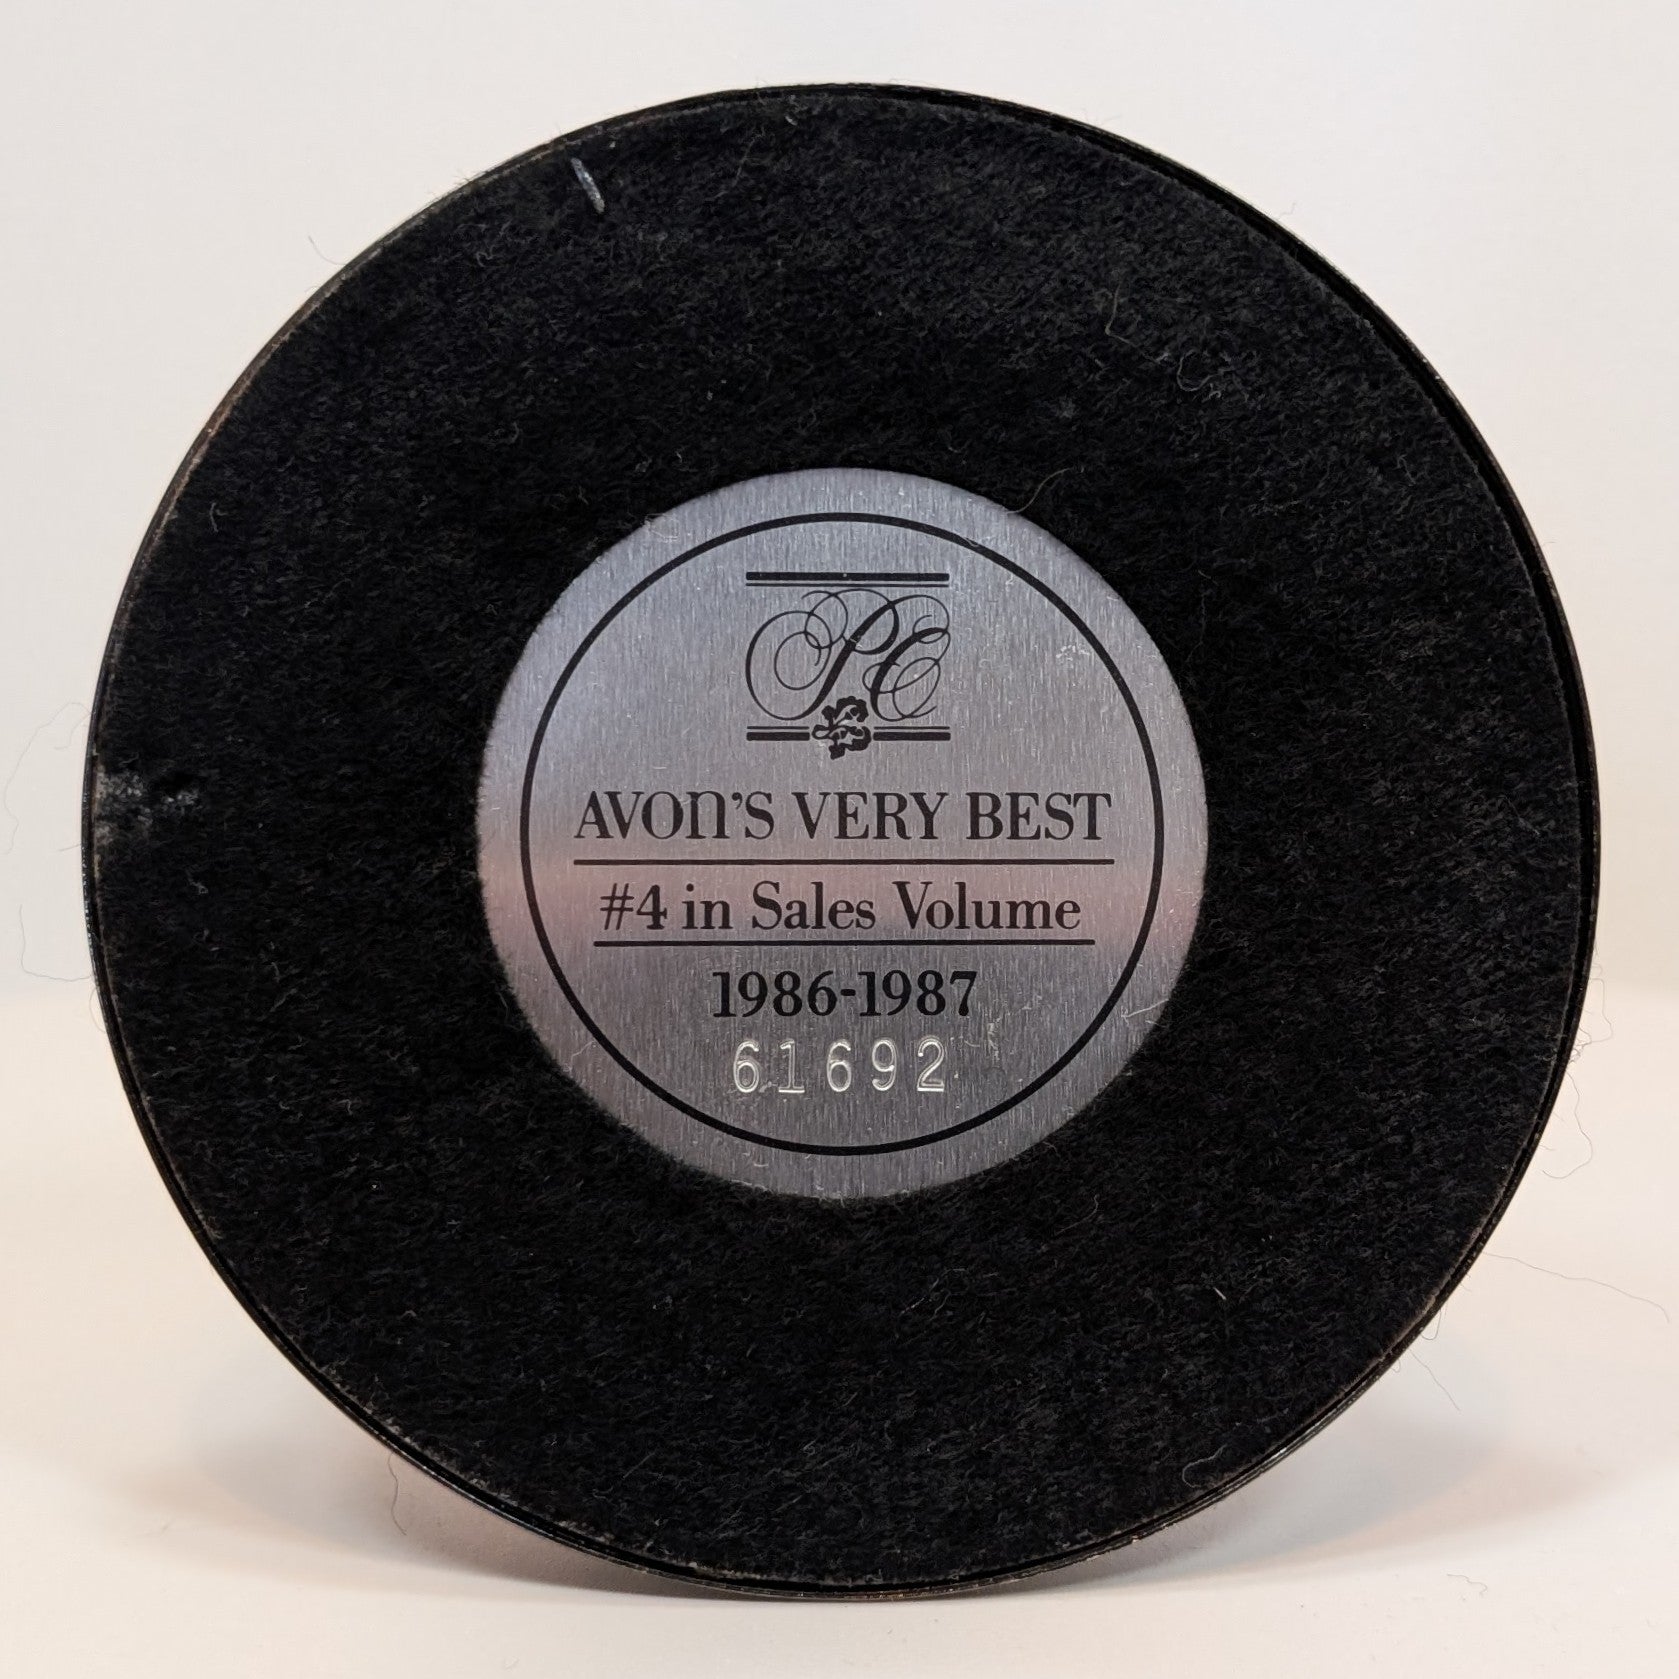 PC
AVON'S VERY BEST
#4 in Sales Volume
1986-1987
61692